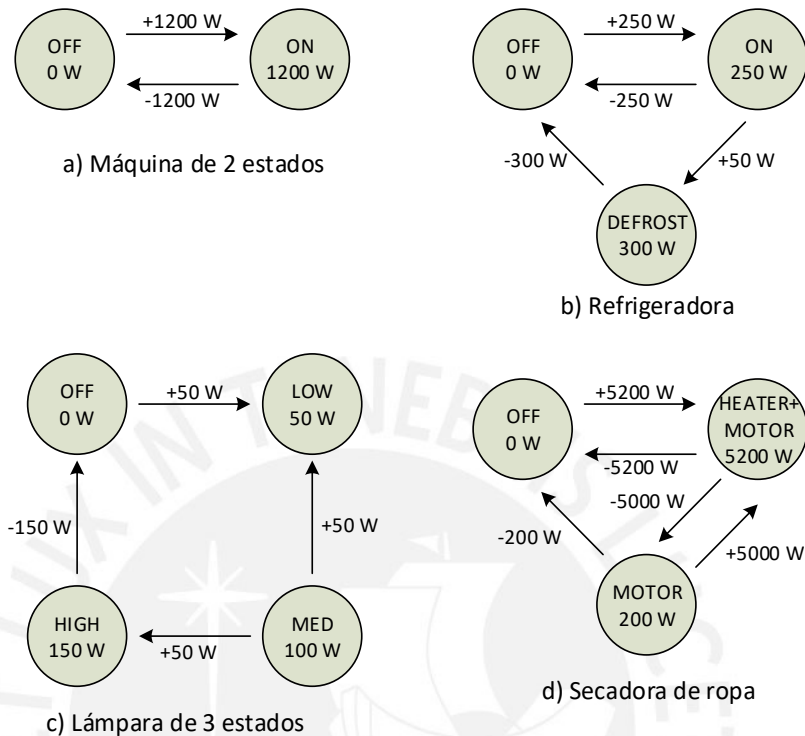 OFF
0 W
+1200 W
-1200 W
ON
1200 W
a) Máquina de 2 estados
OFF
0 W
+250 W
-250 W
ON
250 W
-300 W
+50 W
DEFROST
300 W
b) Refrigeradora
OFF
0 W
+50 W
LOW
50 W
-150 W
+50 W
HIGH
150 W
+50 W
MED
100 W
c) Lámpara de 3 estados
OFF
0 W
+5200 W
-5200 W
HEATER+
MOTOR
5200 W
-5000 W
-200 W
+5000 W
MOTOR
200 W
d) Secadora de ropa